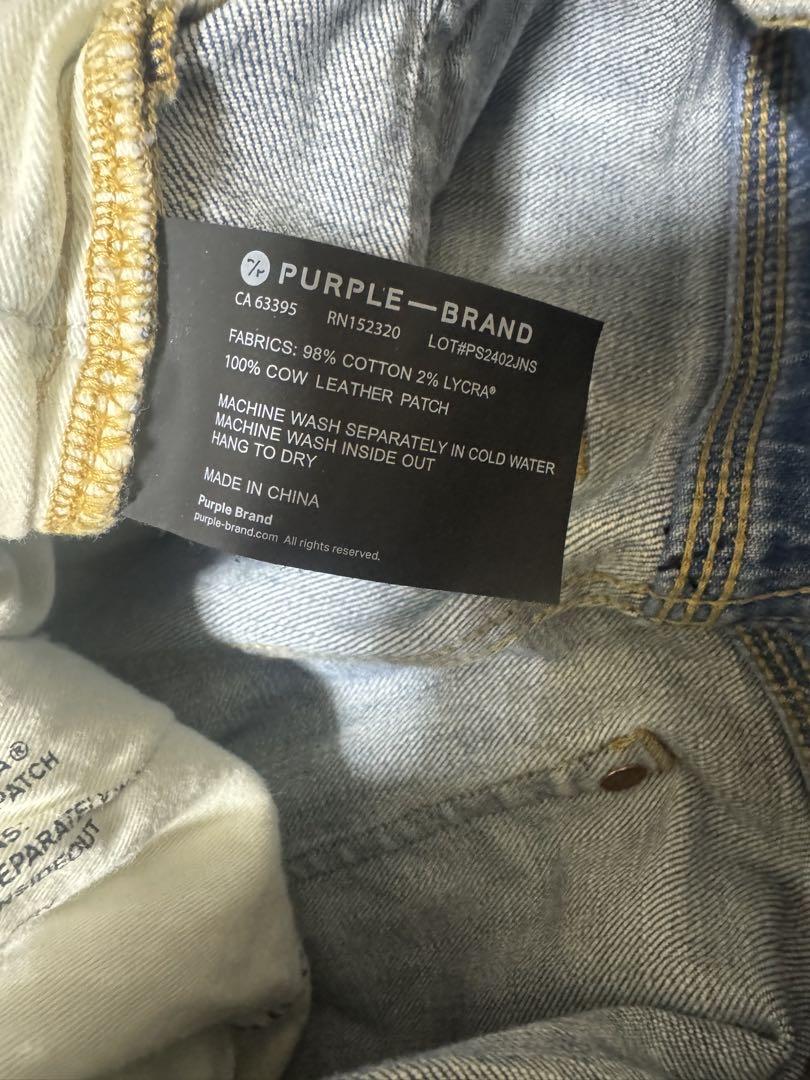 PURPLE—BRAND
CA 63395 RN152320 LOT#PS2402JNS
FABRICS: 98% COTTON 2% LYCRA®
100% COW LEATHER PATCH
MACHINE WASH SEPARATELY IN COLD WATER
MACHINE WASH INSIDE OUT
HANG TO DRY
MADE IN CHINA
Purple Brand
purple-brand.com All rights reserved.
PATCH